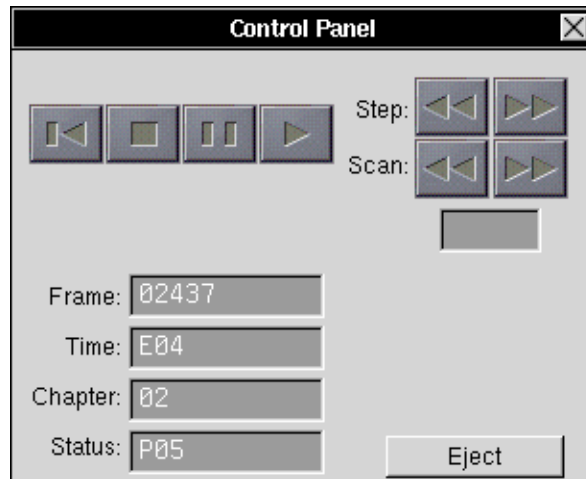 Control Panel
Step:
Scan:
Frame: 02437
Time: E04
Chapter: 02
Status: P05
Eject